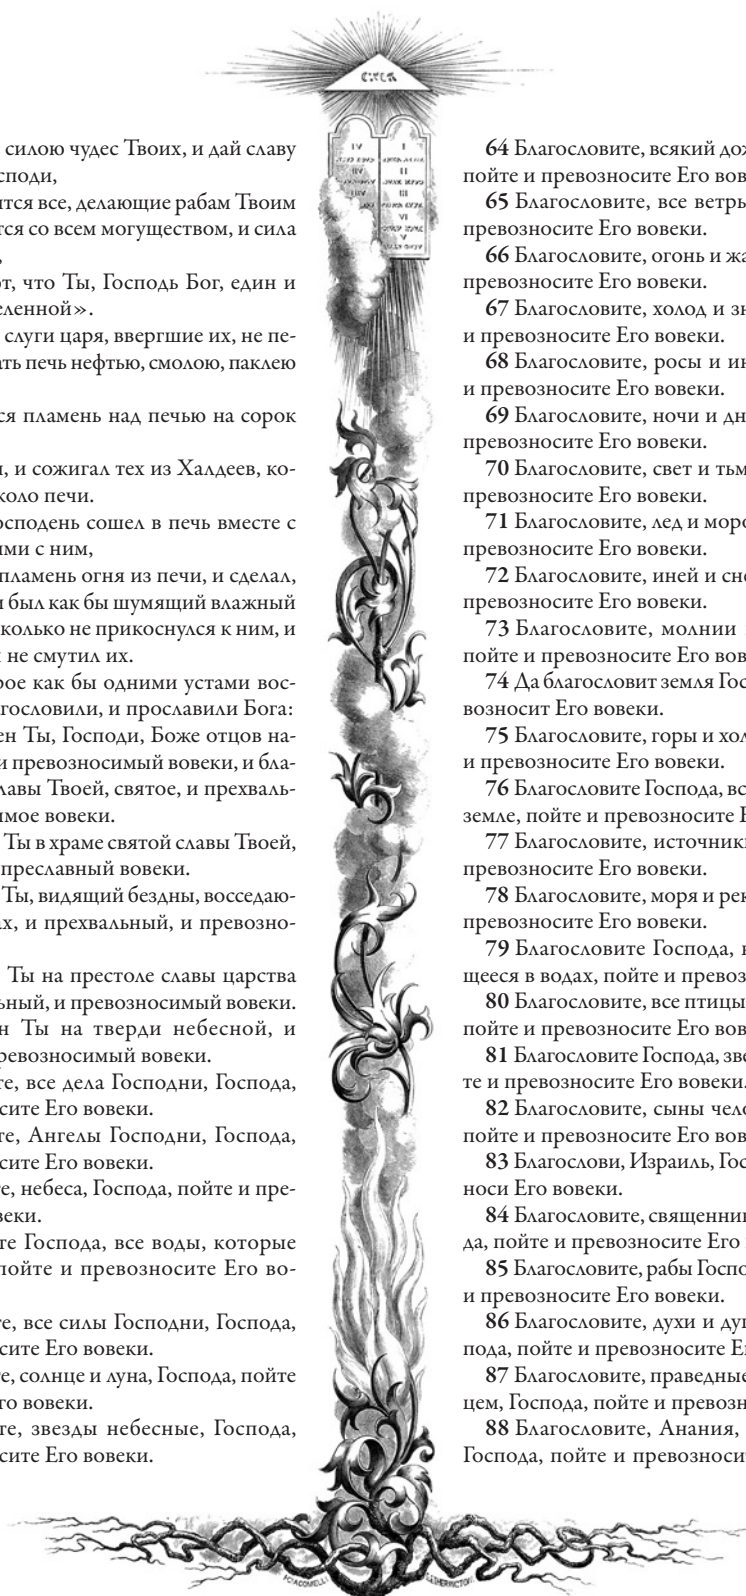 силою чудес Твоих, и дай славу
споди,
ятся все, делающие рабам Твоим
тся со всем могуществом, и сила
от, что Ты, Господь Бог, един и
еленной».
слуги царя, ввергшие их, не пе-
ать печь нефтью, смолою, паклею
ся пламень над печью на сорок
и, и сожигал тех из Халдеев, ко-
коло печи.
осподень сошел в печь вместе с
ими с ним,
пламень огня из печи, и сделал,
и был как бы шумящий влажный
сколько не прикоснулся к ним, и
и не смутил их.
рое как бы одними устами вос-
гословили, и прославили Бога:
ен Ты, Господи, Боже отцов на-
и превозносимый вовеки, и бла-
лавы Твоей, святое, и прехваль-
имое вовеки.
Ты в храме святой славы Твоей,
преславный вовеки.
Ты, видящий бездны, восседаю-
ах, и прехвальный, и превозно-
Ты на престоле славы царства
ьный, и превозносимый вовеки.
н Ты на тверди небесной, и
ревозносимый вовеки.
те, все дела Господни, Господа,
сите Его вовеки.
те, Ангелы Господни, Господа,
сите Его вовеки.
те, небеса, Господа, пойте и пре-
веки.
те Господа, все воды, которые
пойте и превозносите Его во-
те, все силы Господни, Господа,
сите Его вовеки.
те, солнце и луна, Господа, пойте
го вовеки.
те, звезды небесные, Господа,
сите Его вовеки.
64 Благословите, всякий дож
пойте и превозносите Его вов
65 Благословите, все ветры
превозносите Его вовеки.
66 Благословите, огонь и жа
превозносите Его вовеки.
67 Благословите, холод и зн
и превозносите Его вовеки.
68 Благословите, росы и ин
и превозносите Его вовеки.
69 Благословите, ночи и дн
превозносите Его вовеки.
70 Благословите, свет и тьм
превозносите Его вовеки.
71 Благословите, лед и моро
превозносите Его вовеки.
72 Благословите, иней и сне
превозносите Его вовеки.
73 Благословите, молнии
пойте и превозносите Его вов
74 Да благословит земля Гос
возносит Его вовеки.
75 Благословите, горы и хол
и превозносите Его вовеки.
76 Благословите Господа, вс
земле, пойте и превозносите Е
77 Благословите, источники
превозносите Его вовеки.
78 Благословите, моря и рек
превозносите Его вовеки.
79 Благословите Господа, к
щееся в водах, пойте и превоз
80 Благословите, все птицы
пойте и превозносите Его вов
81 Благословите Господа, зве
те и превозносите Его вовеки.
82 Благословите, сыны чело
пойте и превозносите Его вов
83 Благослови, Израиль, Гос
носи Его вовеки.
84 Благословите, священник
да, пойте и превозносите Его
85 Благословите, рабы Господ
и превозносите Его вовеки.
86 Благословите, духи и душ
пода, пойте и превозносите Е
87 Благословите, праведные
цем, Господа, пойте и превозн
88 Благословите, Анания,
Господа, пойте и превозноси